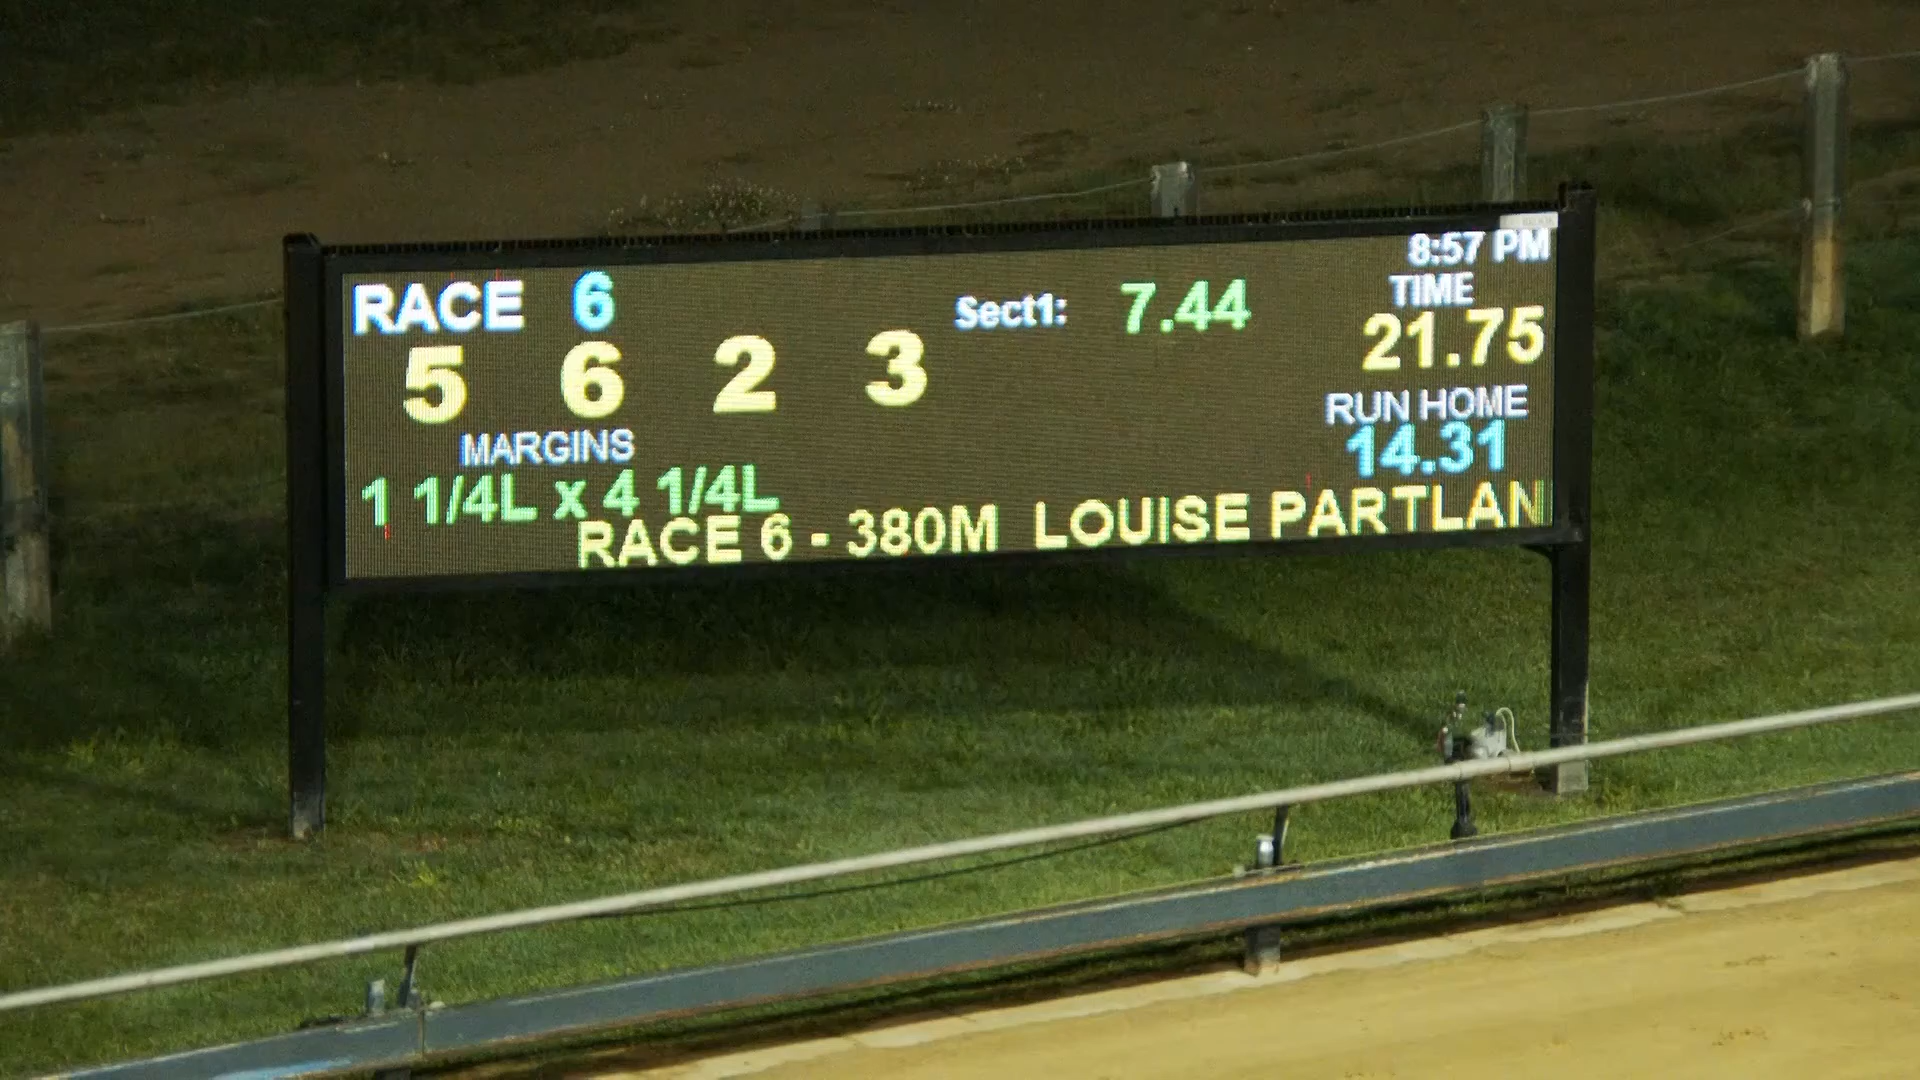 8:57 PM
RACE 6 Sect1: 7.44 TIME
5 6 2 3 21.75
MARGINS RUN HOME
1 1/4L x 4 1/4L 14.31
RACE 6 - 380M LOUISE PARTLAN